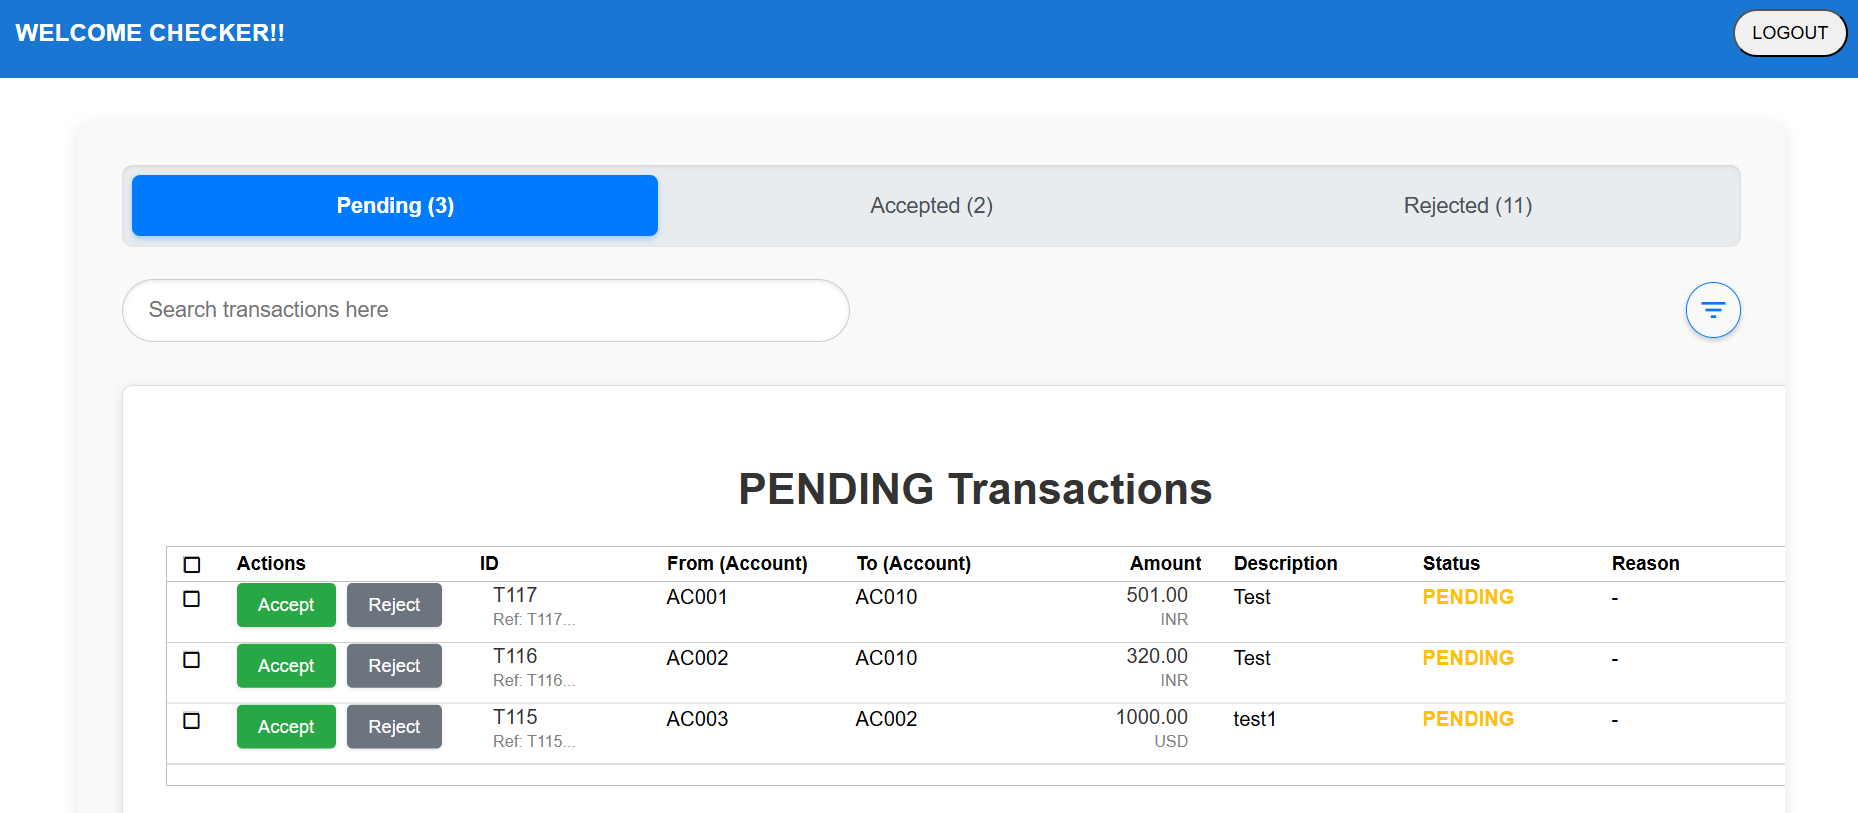 WELCOME CHECKER!! LOGOUT
Pending (3) Accepted (2) Rejected (11)
Search transactions here
PENDING Transactions
Actions ID From (Account) To (Account) Amount Description Status Reason
Accept Reject T117 AC001 AC010 501.00 Test PENDING -
Ref: T117... INR
Accept Reject T116 AC002 AC010 320.00 Test PENDING -
Ref: T116... INR
Accept Reject T115 AC003 AC002 1000.00 test1 PENDING -
Ref: T115... USD